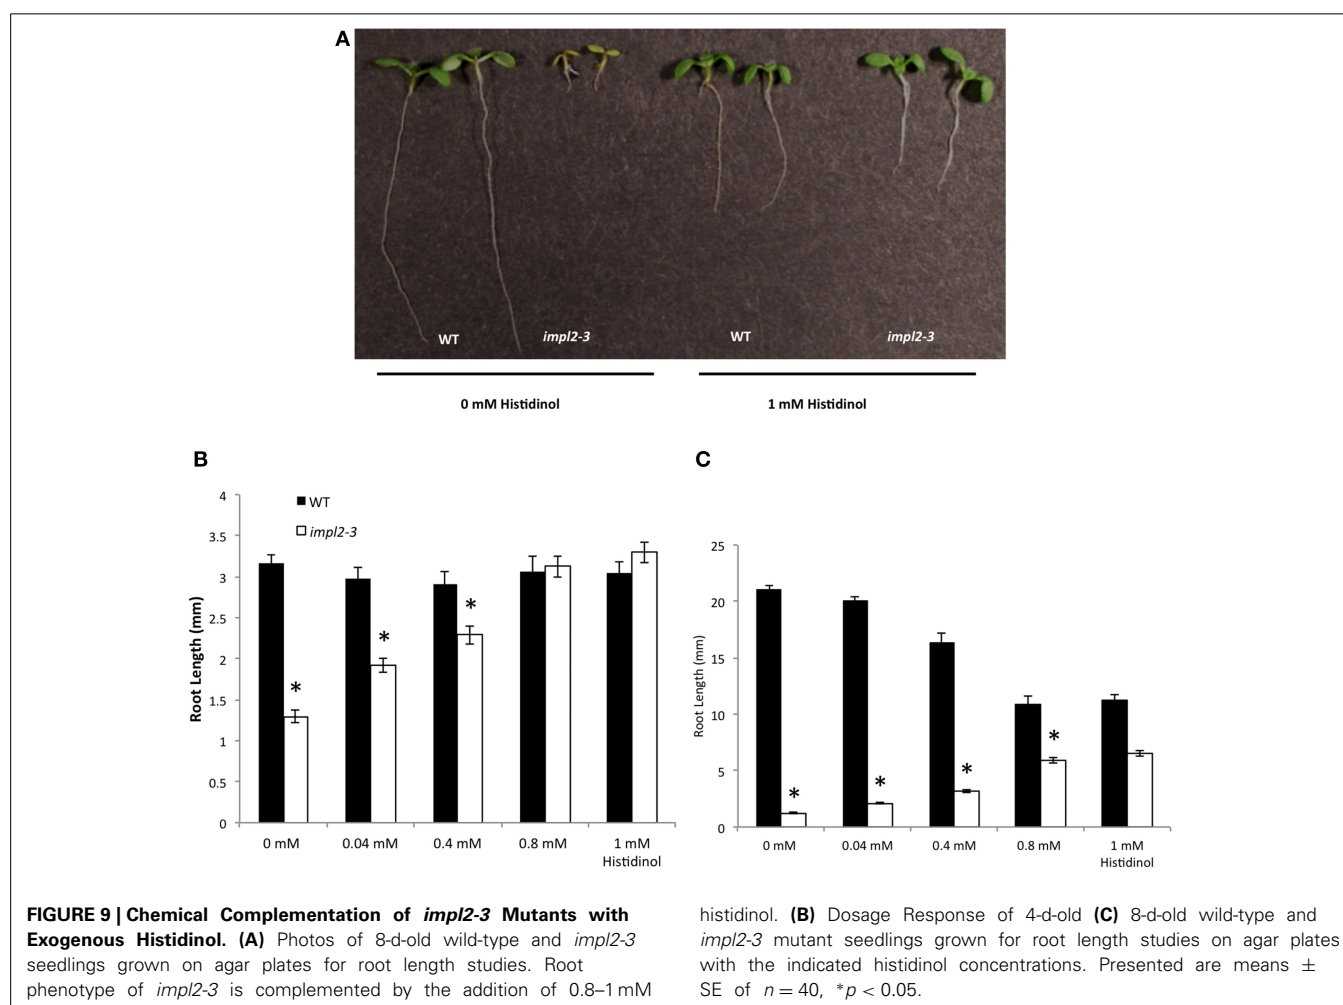 A
WT
impl2-3
WT
impl2-3
0 mM Histidinol
1 mM Histidinol
B
4
3.5
3
2.5
2
1.5
1
0.5
0
Root Length (mm)
WT
impl2-3
*
*
*
0 mM
0.04 mM
0.4 mM
0.8 mM
1 mM
Histidinol
C
25
20
15
10
5
0
Root Length (mm)
*
*
*
*
0 mM
0.04 mM
0.4 mM
0.8 mM
1 mM
Histidinol
FIGURE 9 | Chemical Complementation of impl2-3 Mutants with
Exogenous Histidinol. (A) Photos of 8-d-old wild-type and impl2-3
seedlings grown on agar plates for root length studies. Root
phenotype of impl2-3 is complemented by the addition of 0.8–1 mM
histidinol. (B) Dosage Response of 4-d-old (C) 8-d-old wild-type and
impl2-3 mutant seedlings grown for root length studies on agar plates
with the indicated histidinol concentrations. Presented are means ±
SE of n = 40, *p < 0.05.